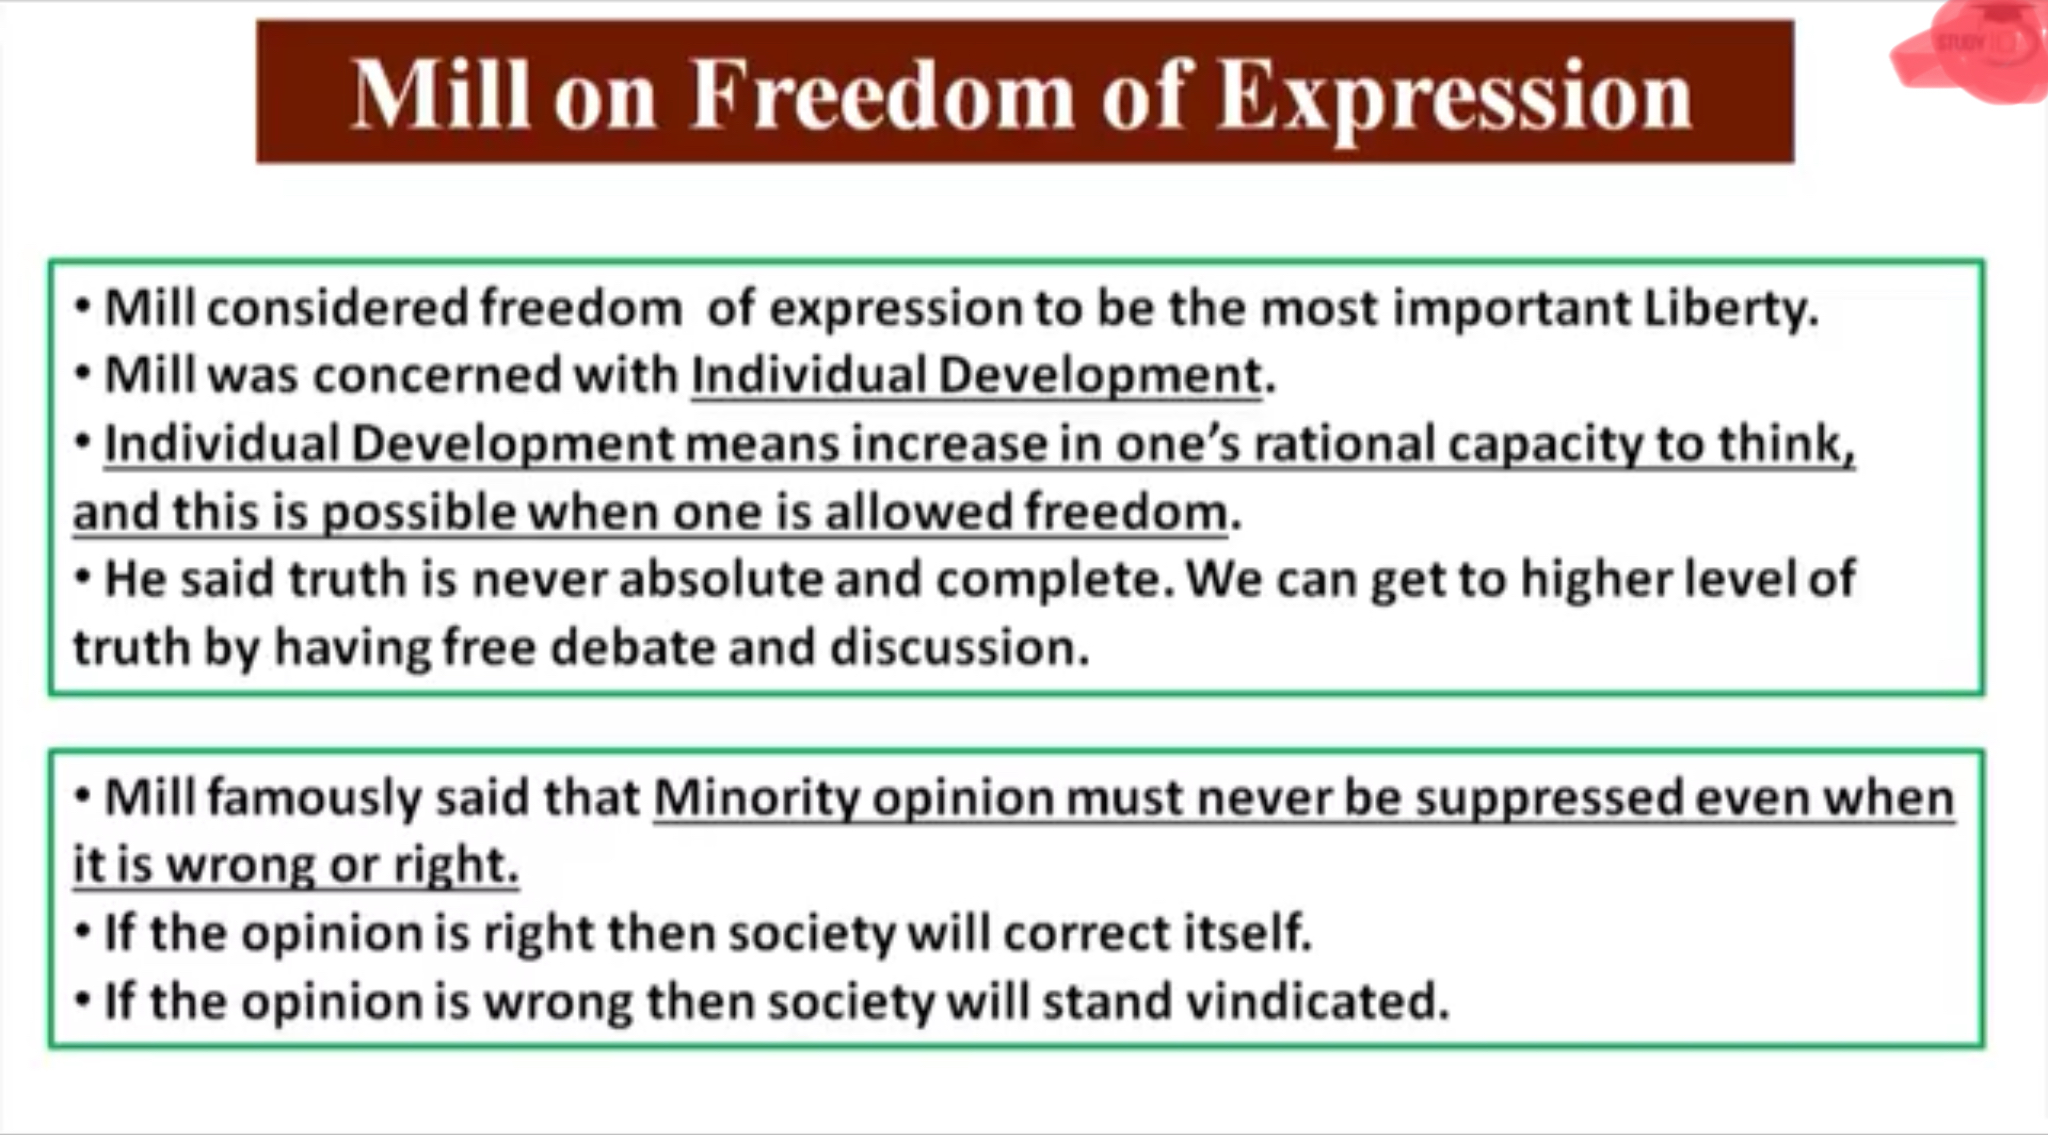 STUDY IQ
Mill on Freedom of Expression
• Mill considered freedom of expression to be the most important Liberty.
• Mill was concerned with Individual Development.
• Individual Development means increase in one's rational capacity to think,
and this is possible when one is allowed freedom.
• He said truth is never absolute and complete. We can get to higher level of
truth by having free debate and discussion.
• Mill famously said that Minority opinion must never be suppressed even when
it is wrong or right.
• If the opinion is right then society will correct itself.
• If the opinion is wrong then society will stand vindicated.